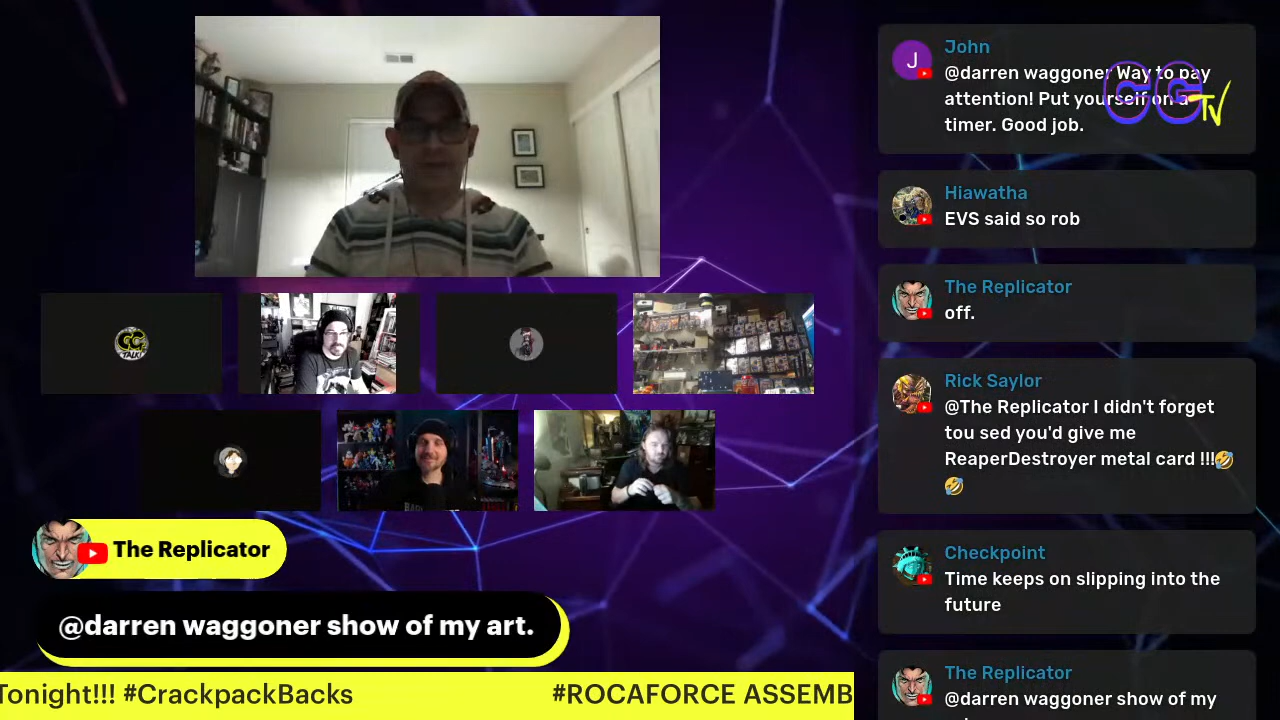 John
@darren waggoner Way to pay
attention! Put yourself on a
timer. Good job.
GGTV
Hiawatha
EVS said so rob
The Replicator
off.
Rick Saylor
@The Replicator I didn't forget
tou sed you'd give me
ReaperDestroyer metal card !!!🤣
🤣
Checkpoint
Time keeps on slipping into the
future
The Replicator
@darren waggoner show of my
J
GG
TALK!
The Replicator
@darren waggoner show of my art.
Tonight!!! #CrackpackBacks #ROCAFORCE ASSEMB